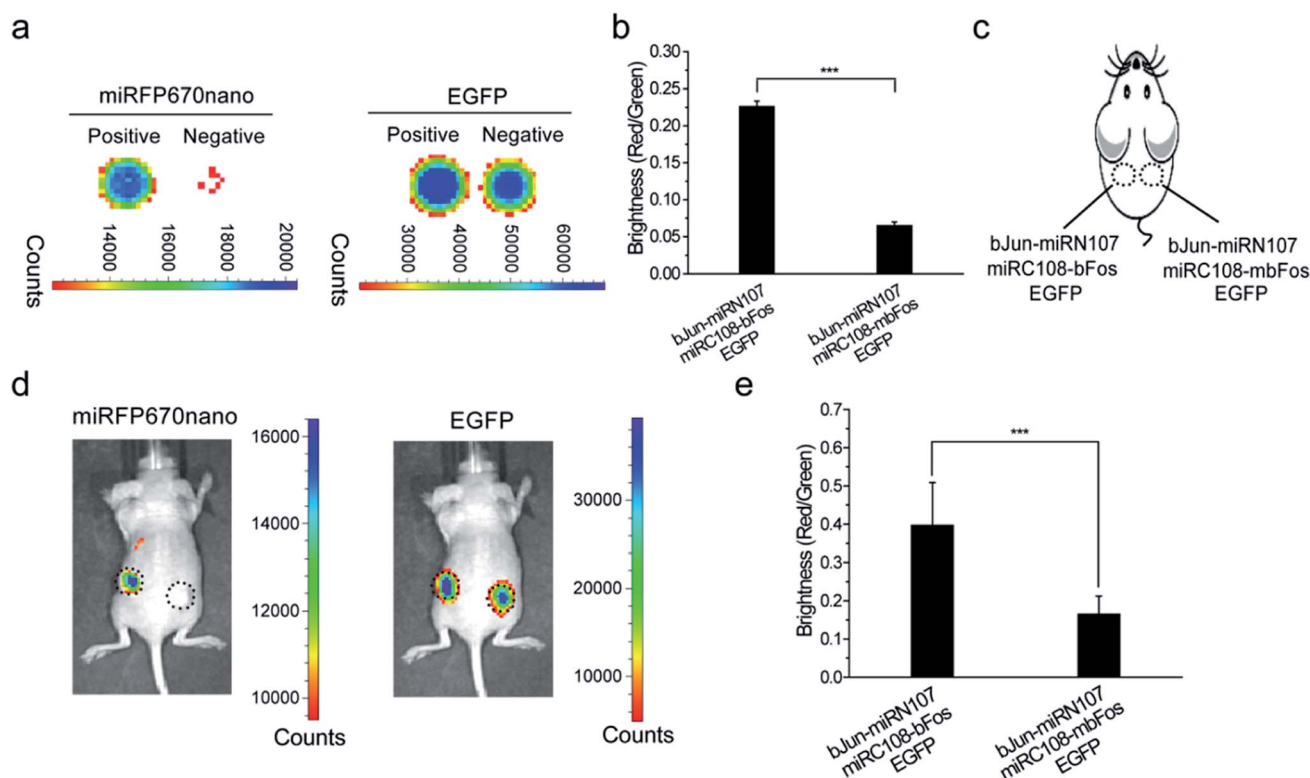 a
miRFP670nano
Positive Negative
Counts
14000
16000
18000
20000
EGFP
Positive Negative
Counts
30000
40000
50000
60000
b
Brightness (Red/Green)
0.30
0.25
0.20
0.15
0.10
0.05
0.00
***
bJun-miRN107
miRC108-bFos
EGFP
bJun-miRN107
miRC108-mbFos
EGFP
c
bJun-miRN107
miRC108-bFos
EGFP
bJun-miRN107
miRC108-mbFos
EGFP
d
miRFP670nano
16000
14000
12000
10000
Counts
EGFP
30000
20000
10000
Counts
e
Brightness (Red/Green)
0.7
0.6
0.5
0.4
0.3
0.2
0.1
0.0
***
bJun-miRN107
miRC108-bFos
EGFP
bJun-miRN107
miRC108-mbFos
EGFP